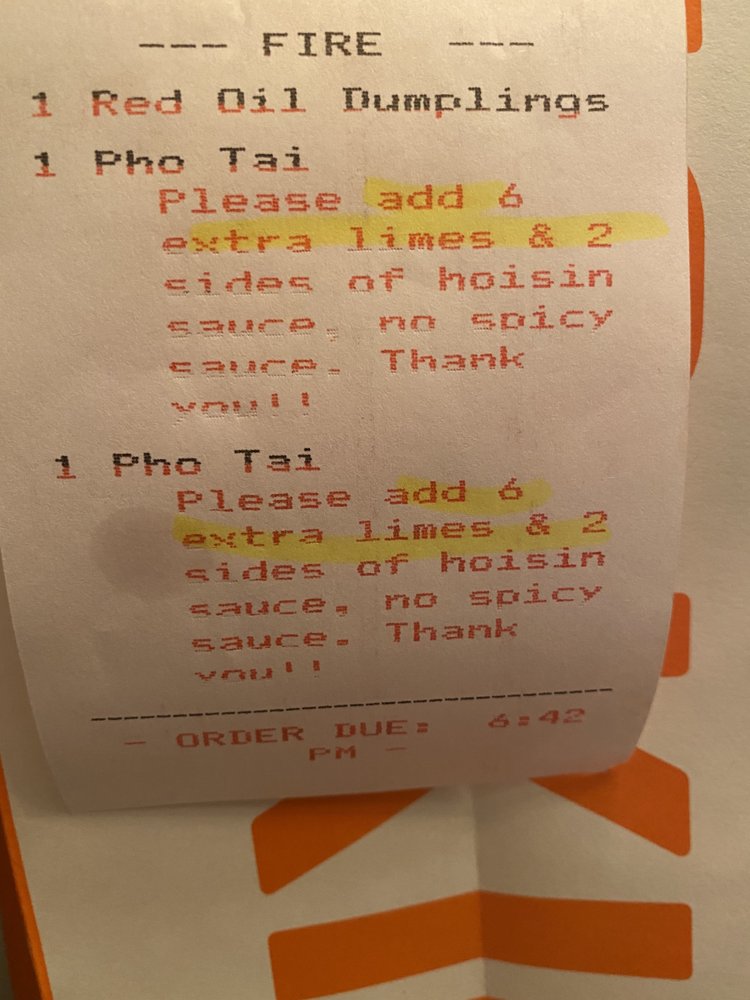 --- FIRE ---
1 Red Oil Dumplings
1 Pho Tai
Please add 6
extra limes & 2
sides of hoisin
sauce, no spicy
sauce. Thank
you!!
1 Pho Tai
Please add 6
extra limes & 2
sides of hoisin
sauce, no spicy
sauce. Thank
you!!
- ORDER DUE: 6:42
PM -